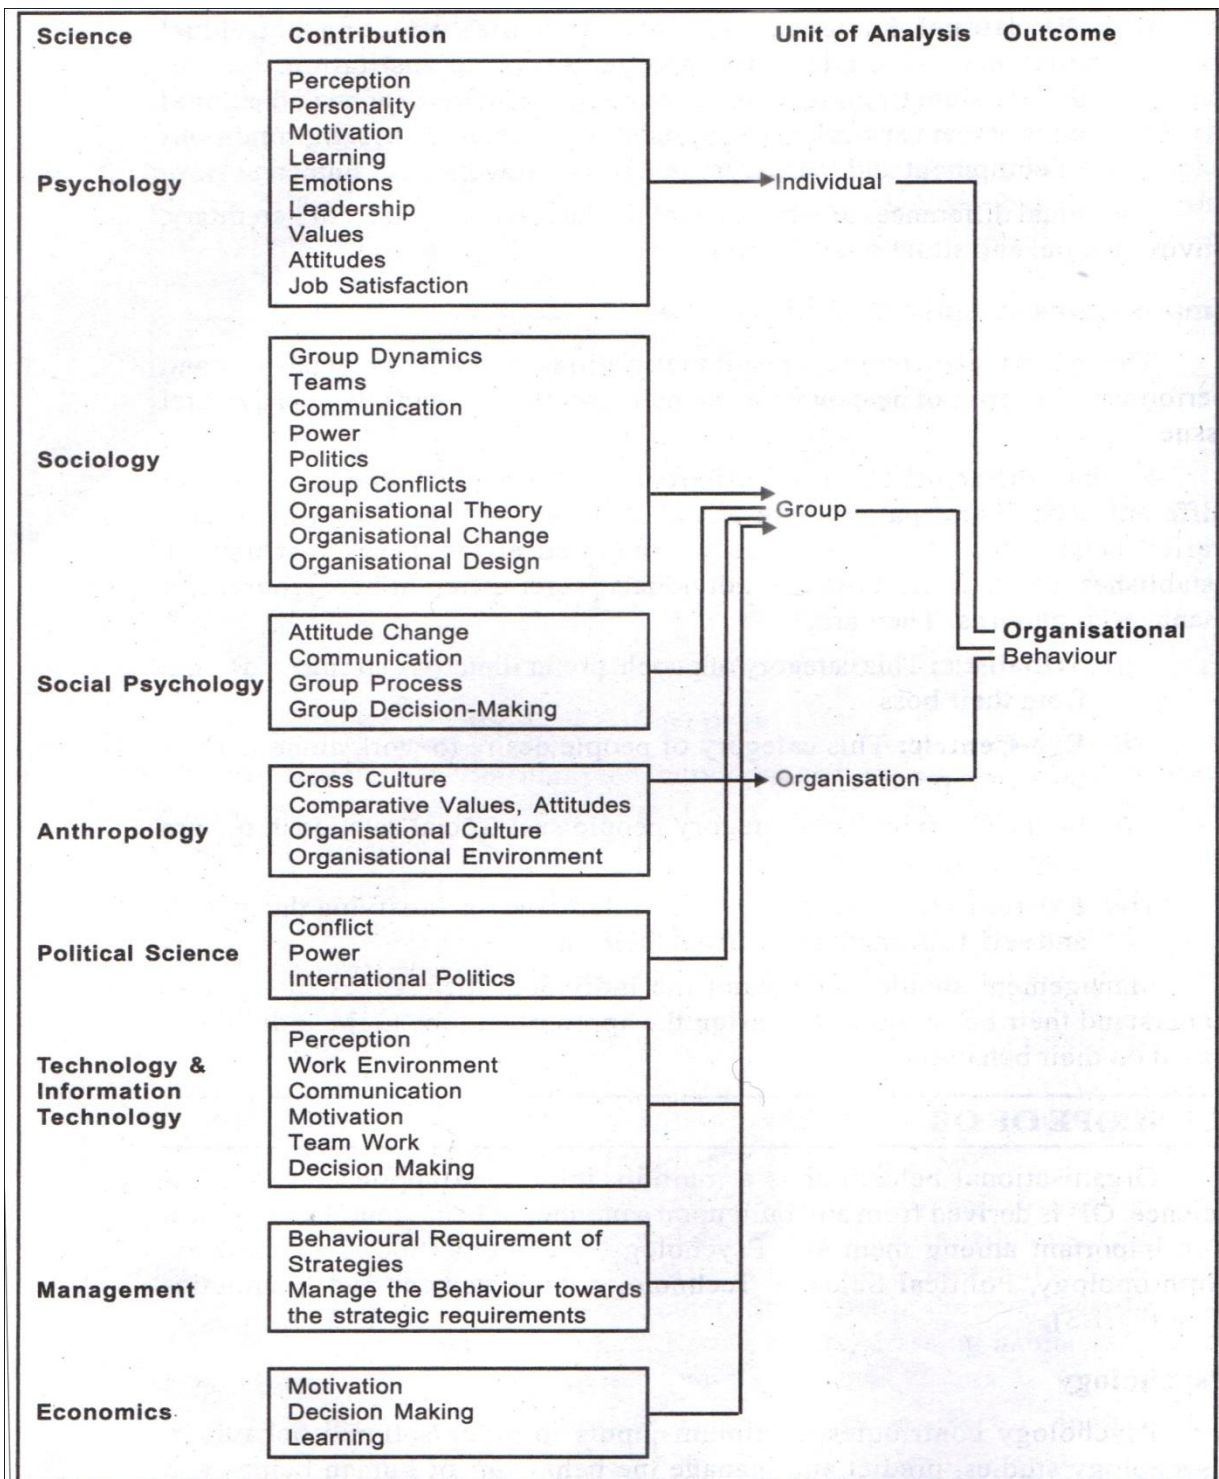 Science Contribution Unit of Analysis Outcome
Perception
Personality
Motivation
Learning
Psychology
Emotions
Leadership
Values
Attitudes
Job Satisfaction
Individual
Group Dynamics
Teams
Communication
Power
Sociology
Politics
Group Conflicts
Organisational Theory
Organisational Change
Organisational Design
Group
Attitude Change
Communication
Social Psychology
Group Process
Group Decision-Making
Organisational
Behaviour
Cross Culture
Comparative Values, Attitudes
Anthropology
Organisational Culture
Organisational Environment
Organisation
Conflict
Political Science
Power
International Politics
Perception
Technology &
Information
Technology
Work Environment
Communication
Motivation
Team Work
Decision Making
Behavioural Requirement of
Strategies
Management
Manage the Behaviour towards
the strategic requirements
Motivation
Economics
Decision Making
Learning